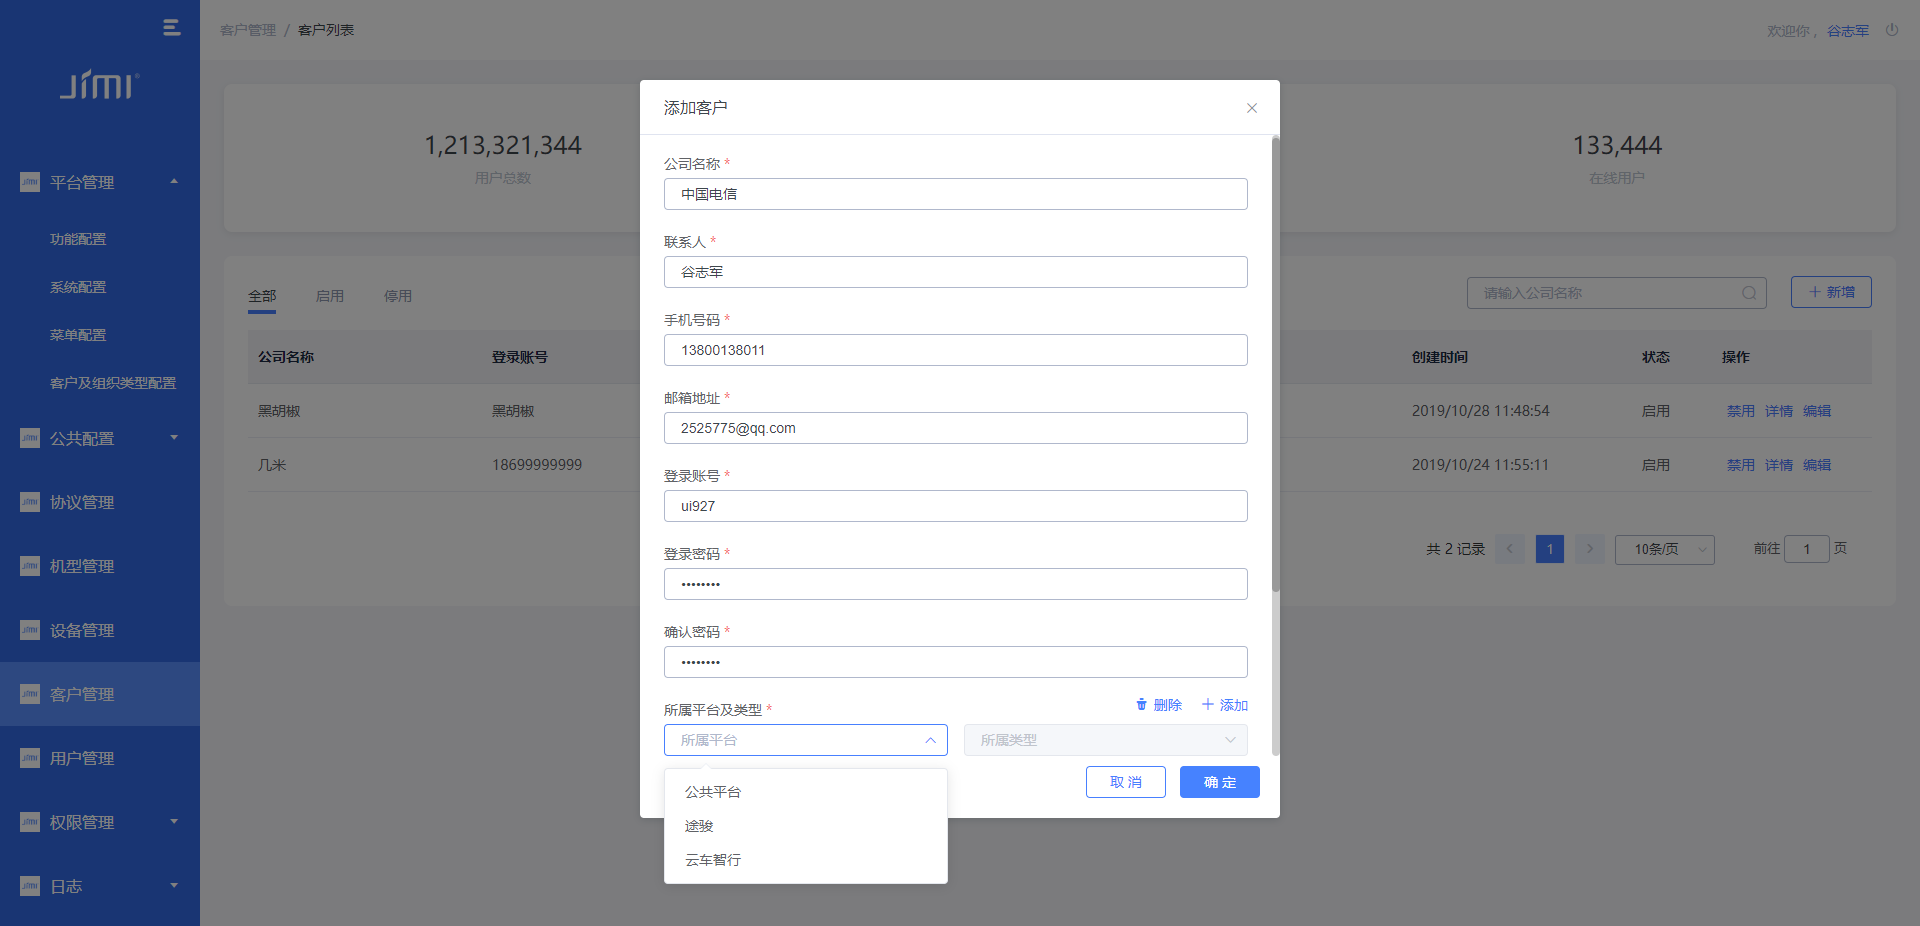 JIMI
平台管理
功能配置
系统配置
菜单配置
客户及组织类型配置
公共配置
协议管理
机型管理
设备管理
客户管理
用户管理
权限管理
日志
客户管理 / 客户列表
欢迎你， 谷志军
1,213,321,344
用户总数
133,444
在线用户
全部 启用 停用
请输入公司名称
新增
公司名称 登录账号 创建时间 状态 操作
黑胡椒 黑胡椒 2019/10/28 11:48:54 启用 禁用 详情 编辑
几米 18699999999 2019/10/24 11:55:11 启用 禁用 详情 编辑
共 2 记录 < 1 > 10条/页 前往 1 页
添加客户
公司名称 *
中国电信
联系人 *
谷志军
手机号码 *
13800138011
邮箱地址 *
2525775@qq.com
登录账号 *
ui927
登录密码 *
••••••••
确认密码 *
••••••••
所属平台及类型 *
删除 添加
所属平台 所属类型
公共平台
途骏
云车智行
取 消 确 定